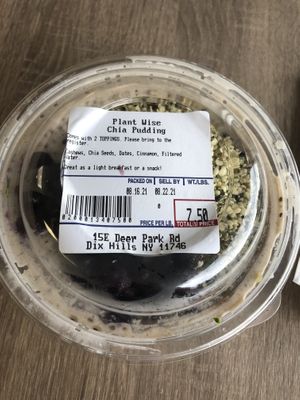 Plant Wise
Chia Pudding
Comes with 2 TOPPINGS. Please bring to the
register.
Cashews, Chia Seeds, Dates, Cinnamon, Filtered
Water.
Great as a light breakfast or a snack!
PACKED ON SELL BY WT/LBS.
08.16.21 08.22.21
0
7.50
PRICE PER LB. TOTAL PRICE
15E Deer Park Rd
Dix Hills NY 11746